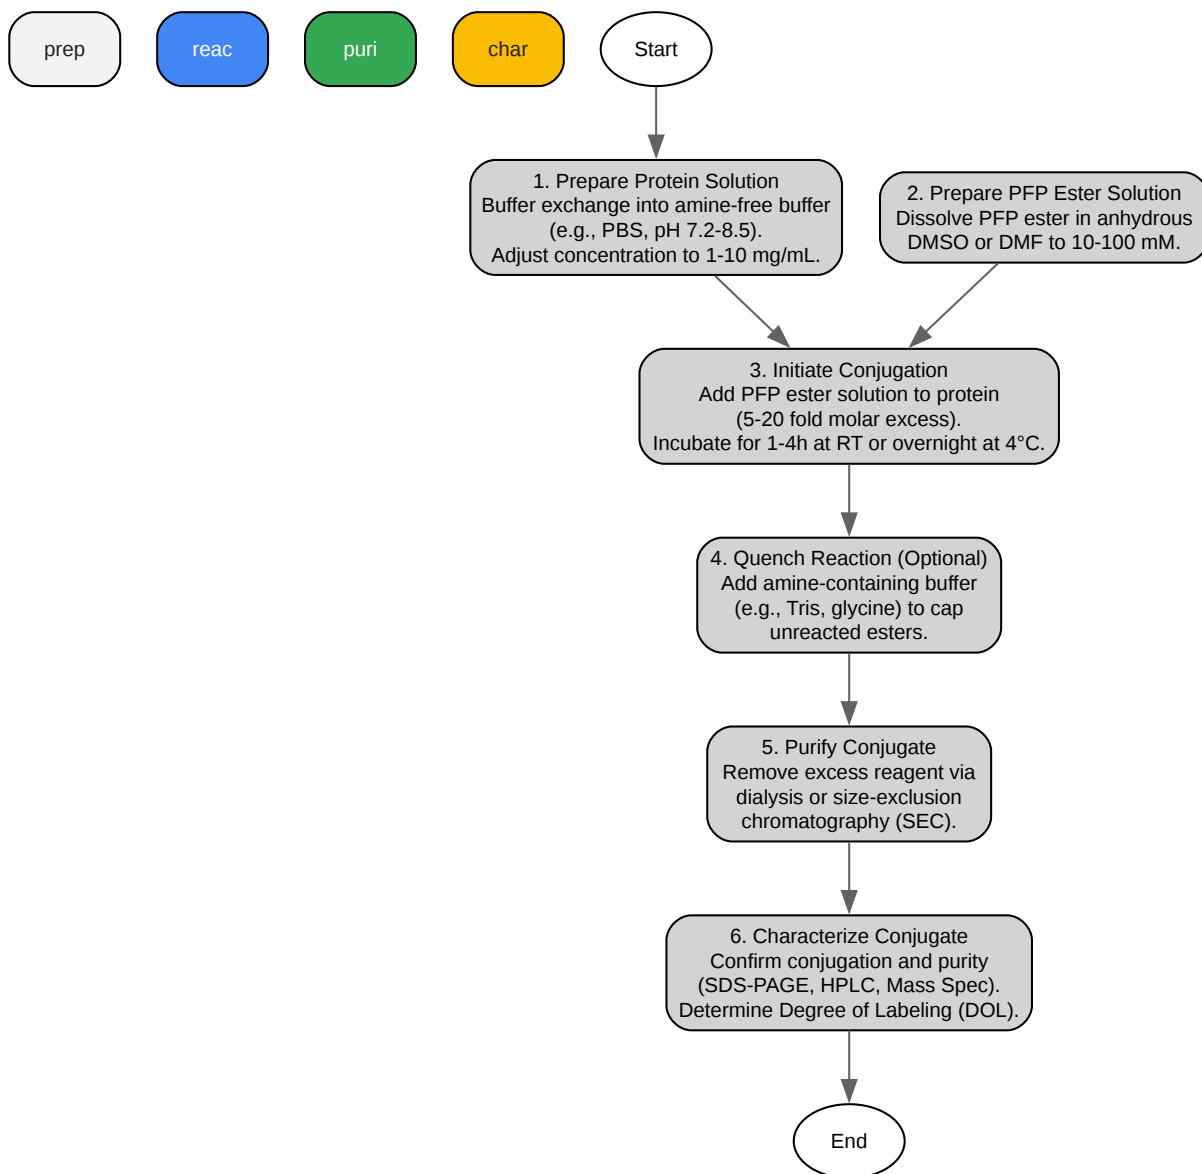 prep
reac
puri
char
Start
1. Prepare Protein Solution
Buffer exchange into amine-free buffer
(e.g., PBS, pH 7.2-8.5).
Adjust concentration to 1-10 mg/mL.
2. Prepare PFP Ester Solution
Dissolve PFP ester in anhydrous
DMSO or DMF to 10-100 mM.
3. Initiate Conjugation
Add PFP ester solution to protein
(5-20 fold molar excess).
Incubate for 1-4h at RT or overnight at 4°C.
4. Quench Reaction (Optional)
Add amine-containing buffer
(e.g., Tris, glycine) to cap
unreacted esters.
5. Purify Conjugate
Remove excess reagent via
dialysis or size-exclusion
chromatography (SEC).
6. Characterize Conjugate
Confirm conjugation and purity
(SDS-PAGE, HPLC, Mass Spec).
Determine Degree of Labeling (DOL).
End